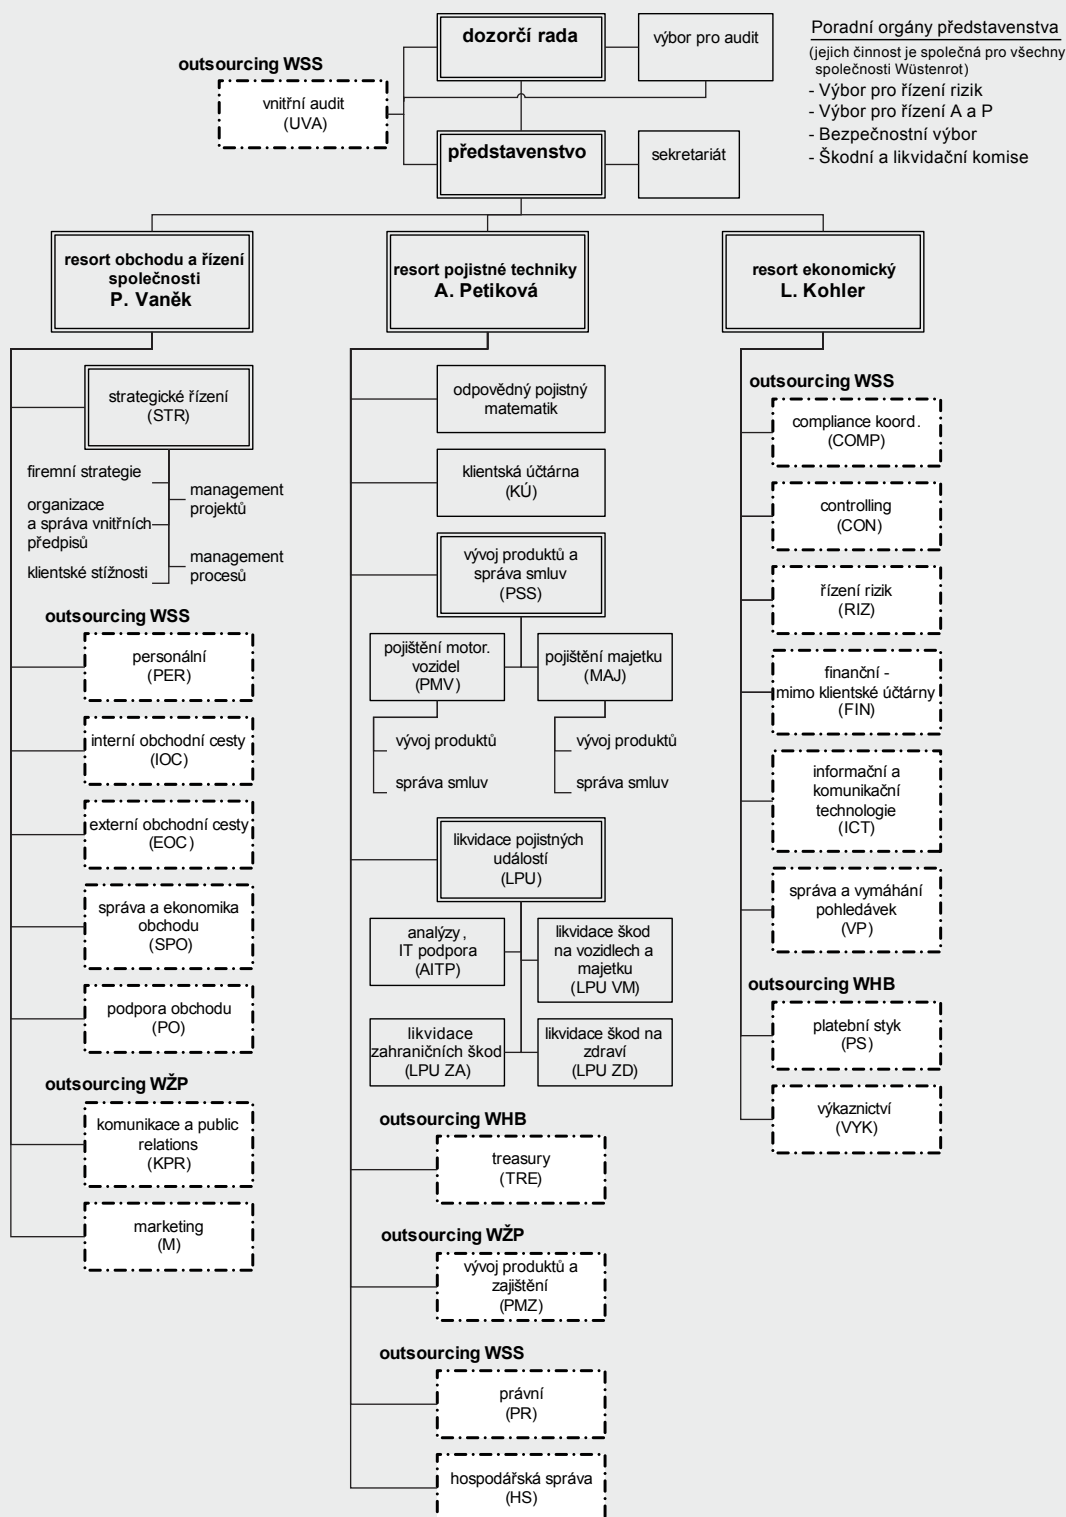 dozorčí rada
výbor pro audit
Poradní orgány představenstva
(jejich činnost je společná pro všechny
společnosti Wüstenrot)
- Výbor pro řízení rizik
- Výbor pro řízení A a P
- Bezpečnostní výbor
- Škodní a likvidační komise
outsourcing WSS
vnitřní audit
(UVA)
představenstvo
sekretariát
resort obchodu a řízení
společnosti
P. Vaněk
resort pojistné techniky
A. Petiková
resort ekonomický
L. Kohler
strategické řízení
(STR)
firemní strategie
management
projektů
organizace
a správa vnitřních
předpisů
management
procesů
klientské stížnosti
outsourcing WSS
personální
(PER)
interní obchodní cesty
(IOC)
externí obchodní cesty
(EOC)
správa a ekonomika
obchodu
(SPO)
podpora obchodu
(PO)
outsourcing WŽP
komunikace a public
relations
(KPR)
marketing
(M)
odpovědný pojistný
matematik
klientská účtárna
(KÚ)
vývoj produktů a
správa smluv
(PSS)
pojištění motor.
vozidel
(PMV)
pojištění majetku
(MAJ)
vývoj produktů
správa smluv
vývoj produktů
správa smluv
likvidace pojistných
událostí
(LPU)
analýzy,
IT podpora
(AITP)
likvidace škod
na vozidlech a
majetku
(LPU VM)
likvidace
zahraničních škod
(LPU ZA)
likvidace škod na
zdraví
(LPU ZD)
outsourcing WHB
treasury
(TRE)
outsourcing WŽP
vývoj produktů a
zajištění
(PMZ)
outsourcing WSS
právní
(PR)
hospodářská správa
(HS)
outsourcing WSS
compliance koord.
(COMP)
controlling
(CON)
řízení rizik
(RIZ)
finanční -
mimo klientské účtárny
(FIN)
informační a
komunikační
technologie
(ICT)
správa a vymáhání
pohledávek
(VP)
outsourcing WHB
platební styk
(PS)
výkaznictví
(VYK)